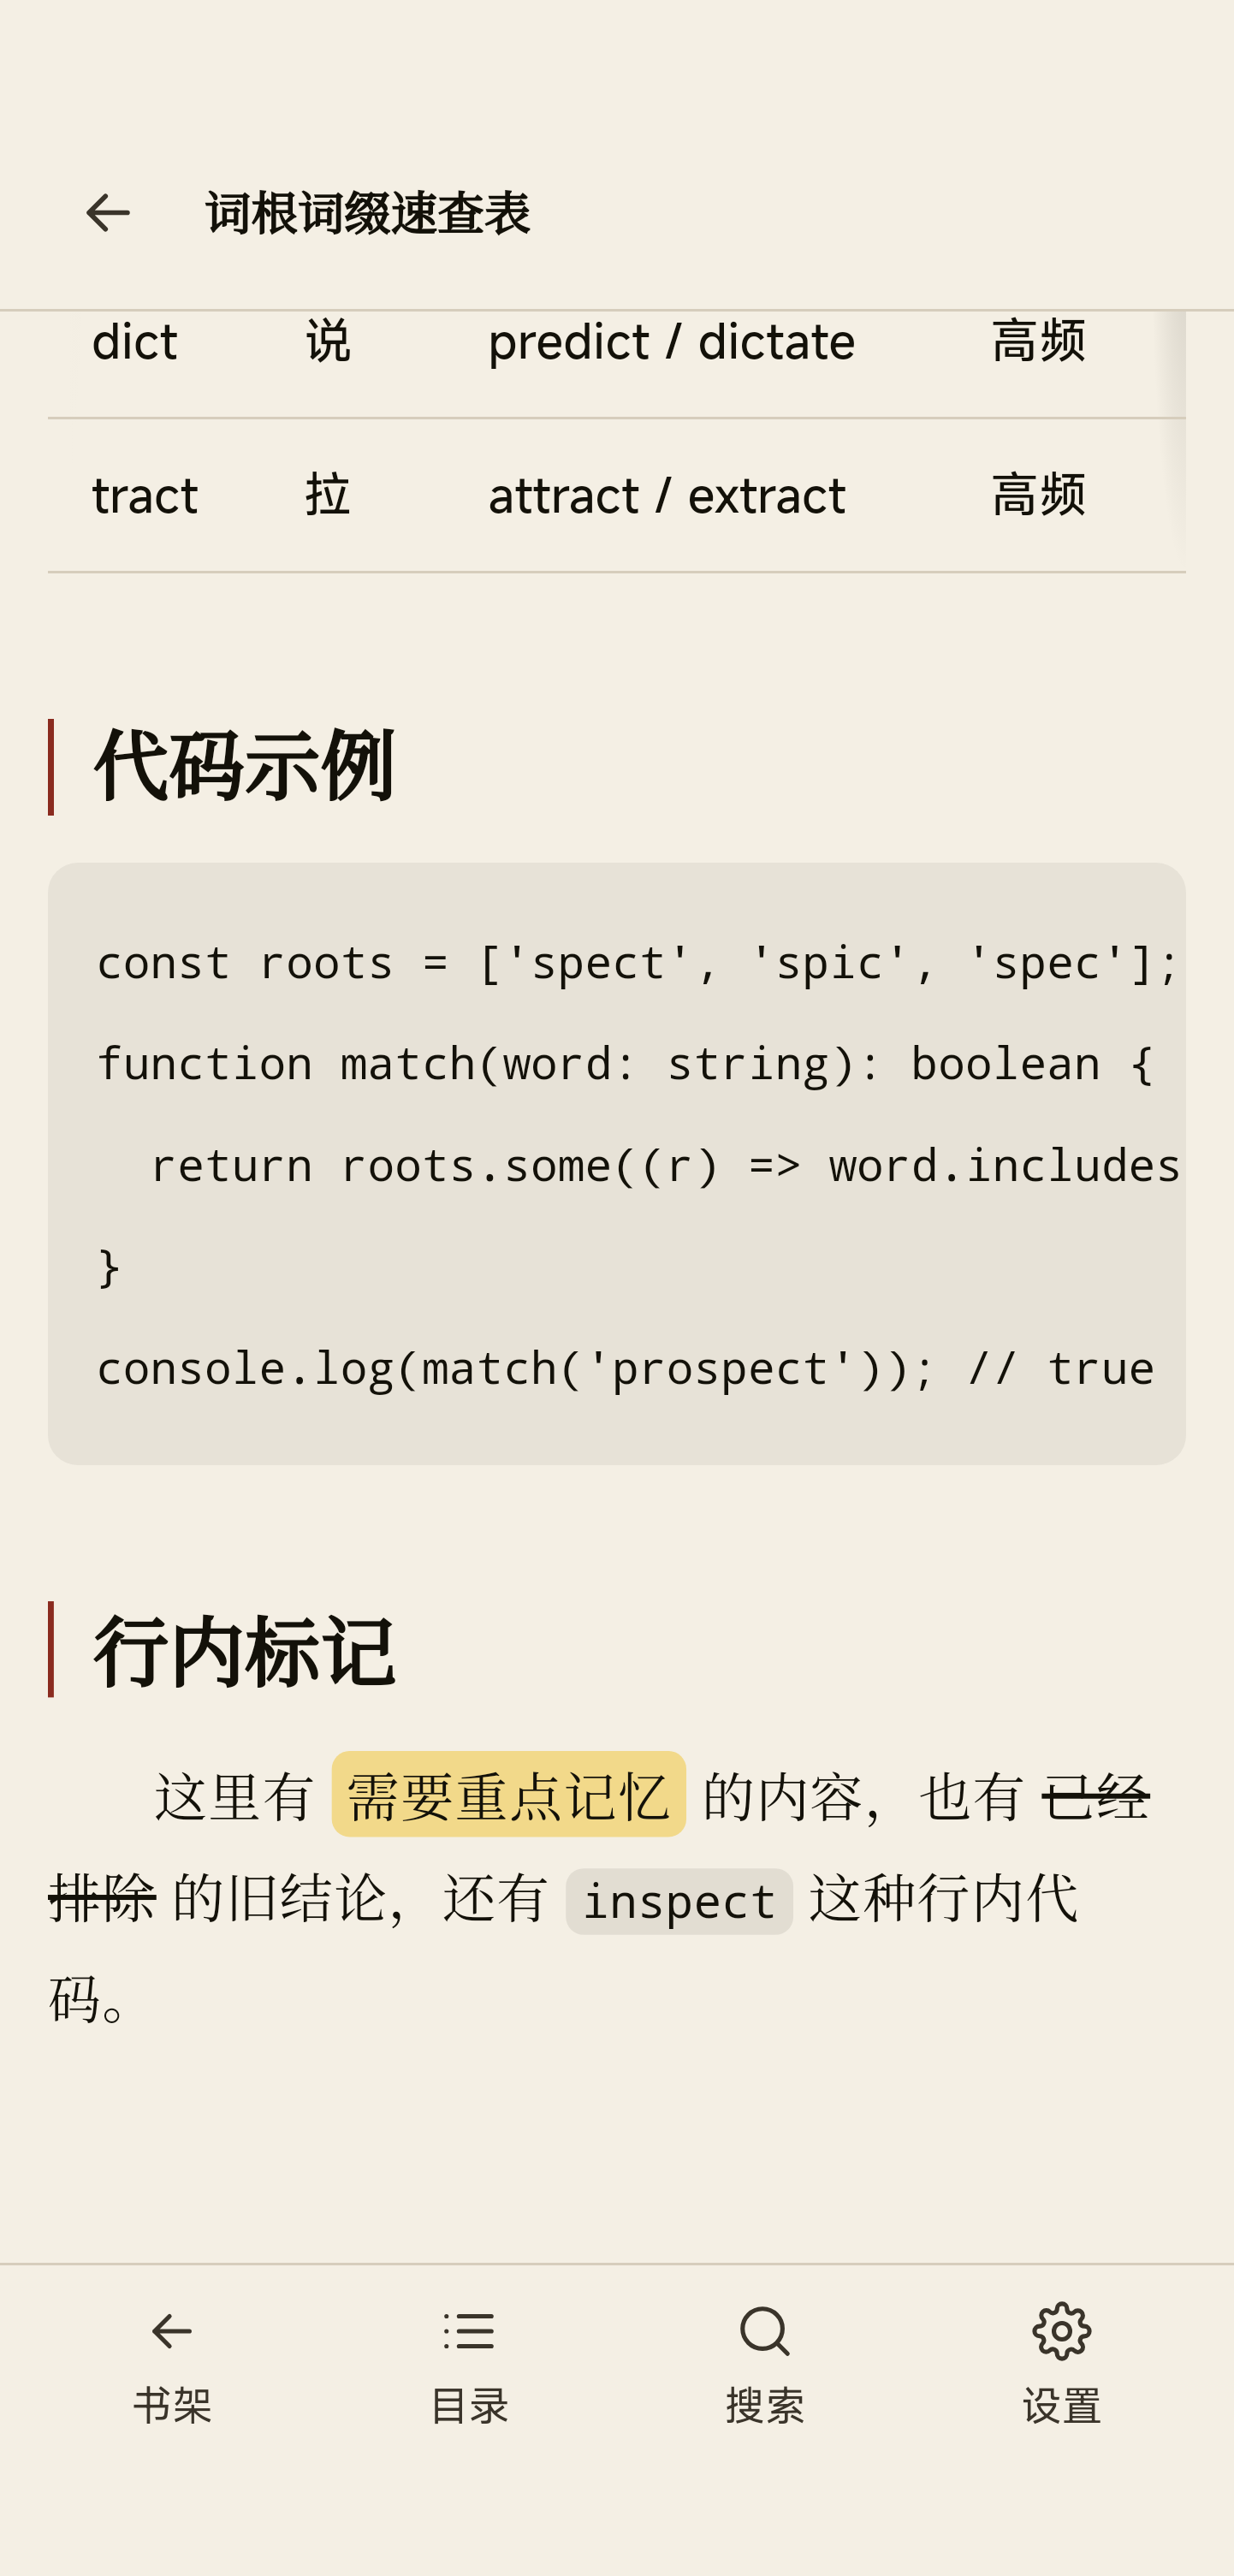 词根词缀速查表
dict 说 predict / dictate 高频
tract 拉 attract / extract 高频
代码示例
const roots = ['spect', 'spic', 'spec'];
function match(word: string): boolean {
  return roots.some((r) => word.includes
}
console.log(match('prospect')); // true
行内标记
这里有 需要重点记忆 的内容，也有 已经
排除 的旧结论，还有 inspect 这种行内代
码。
书架 目录 搜索 设置